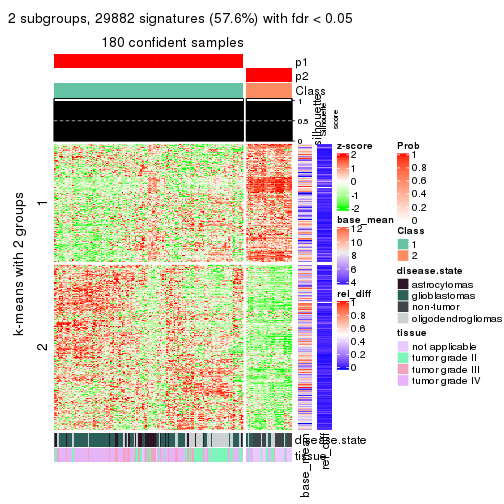 2 subgroups, 29882 signatures (57.6%) with fdr < 0.05
180 confident samples
p1
p2
Class
1
0.5
0
silhouette
score
k-means with 2 groups
1
2
disease.state
tissue
base_mean
rel_diff
z-score
2
1
0
-1
-2
base_mean
12
10
8
6
4
rel_diff
1
0.8
0.6
0.4
0.2
0
Prob
1
0.8
0.6
0.4
0.2
0
Class
1
2
disease.state
astrocytomas
glioblastomas
non-tumor
oligodendrogliomas
tissue
not applicable
tumor grade II
tumor grade III
tumor grade IV